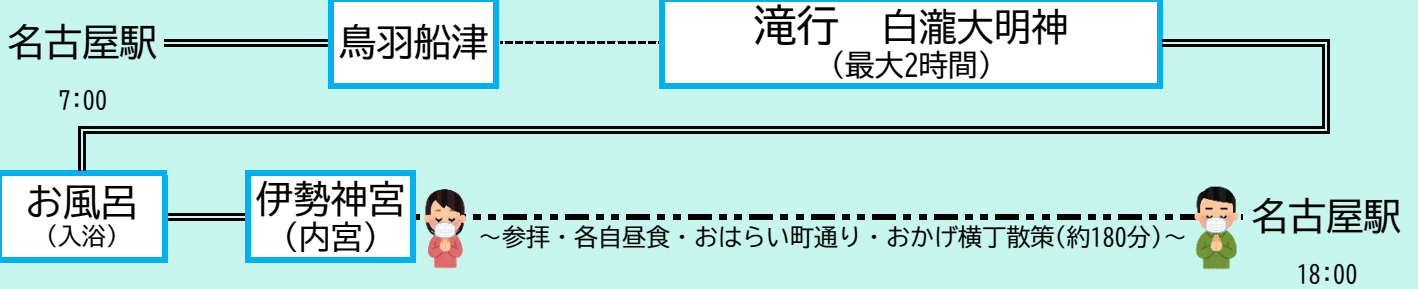 名古屋駅
7:00
鳥羽船津
滝行　白瀧大明神
（最大2時間）
お風呂
（入浴）
伊勢神宮
（内宮）
～参拝・各自昼食・おはらい町通り・おかげ横丁散策(約180分)～
名古屋駅
18:00